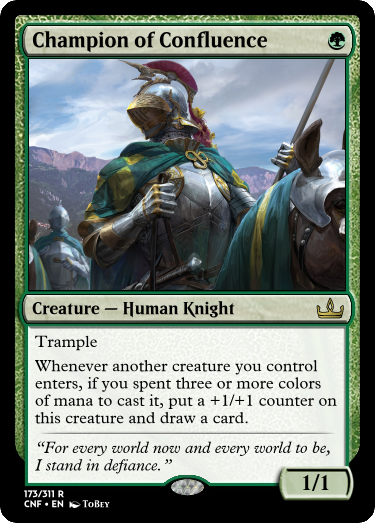 Champion of Confluence
Creature — Human Knight
Trample
Whenever another creature you control
enters, if you spent three or more colors
of mana to cast it, put a +1/+1 counter on
this creature and draw a card.
“For every world now and every world to be,
I stand in defiance.”
1/1
173/311 R
CNF • EN ToBey